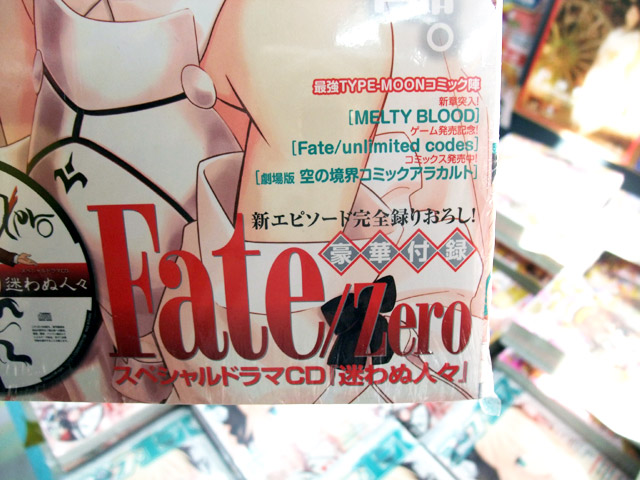 最強TYPE-MOONコミック陣
新章突入!
[MELTY BLOOD]
ゲーム発売記念!
[Fate/unlimited codes]
コミックス発売中!
[劇場版 空の境界コミックアラカルト]
新エピソード完全録りおろし!
豪華付録
Fate/Zero
スペシャルドラマCD『迷わぬ人々』
迷わぬ人々